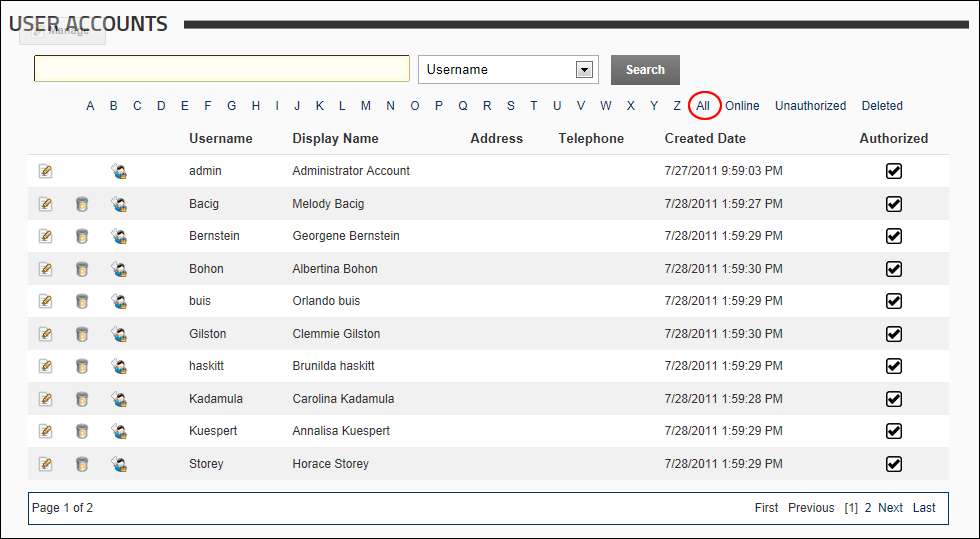 USER ACCOUNTS
Manage
Username
Search
A B C D E F G H I J K L M N O P Q R S T U V W X Y Z All Online Unauthorized Deleted
Username Display Name Address Telephone Created Date Authorized
admin Administrator Account 7/27/2011 9:59:03 PM
Bacig Melody Bacig 7/28/2011 1:59:27 PM
Bernstein Georgene Bernstein 7/28/2011 1:59:29 PM
Bohon Albertina Bohon 7/28/2011 1:59:30 PM
buis Orlando buis 7/28/2011 1:59:29 PM
Gilston Clemmie Gilston 7/28/2011 1:59:30 PM
haskitt Brunilda haskitt 7/28/2011 1:59:29 PM
Kadamula Carolina Kadamula 7/28/2011 1:59:28 PM
Kuespert Annalisa Kuespert 7/28/2011 1:59:29 PM
Storey Horace Storey 7/28/2011 1:59:29 PM
Page 1 of 2 First Previous [1] 2 Next Last